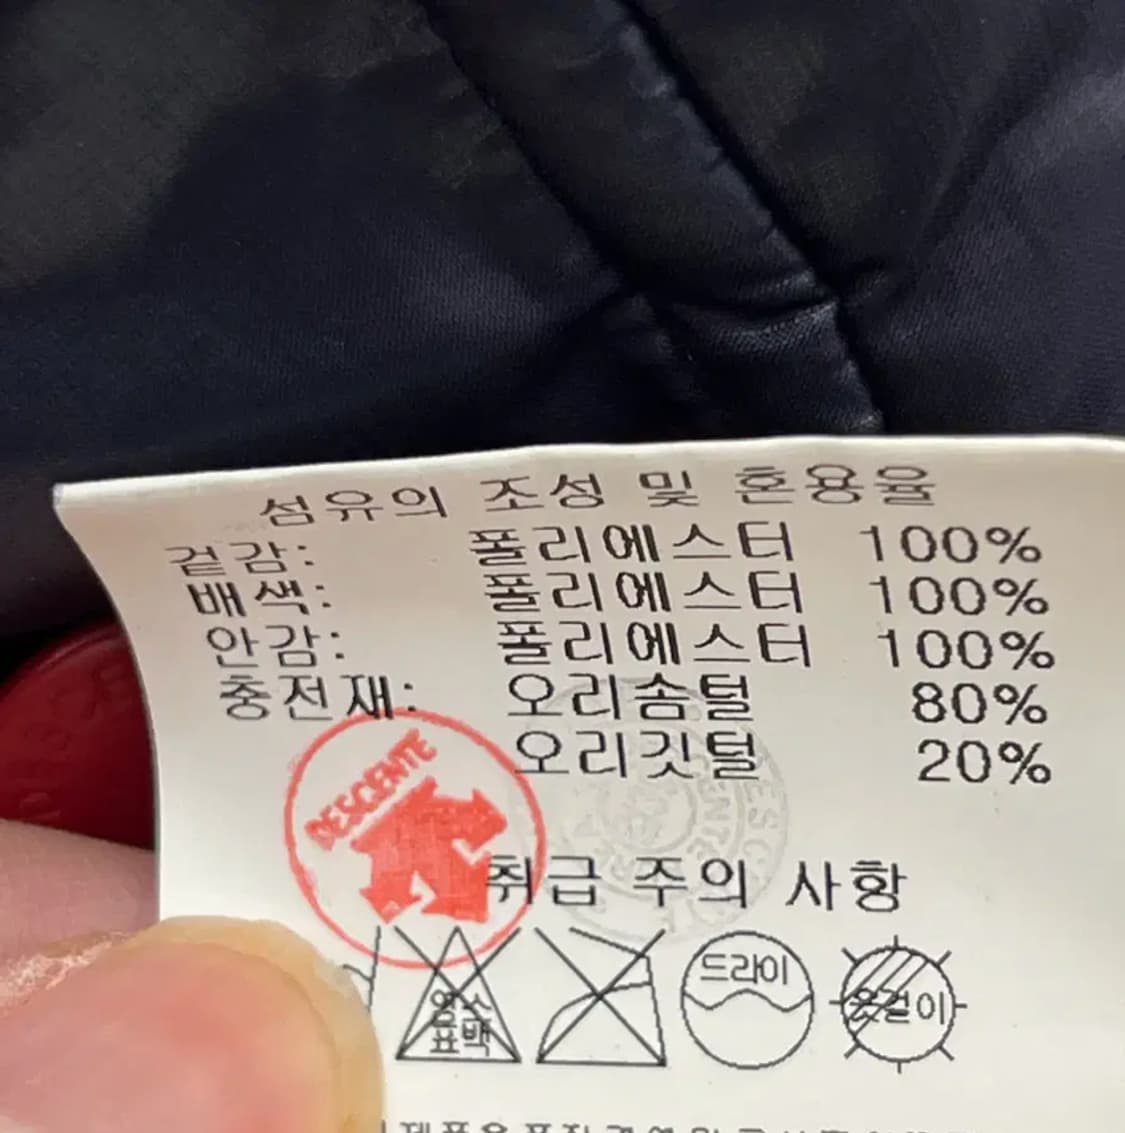 섬유의 조성 및 혼용율
겉감: 폴리에스터 100%
배색: 폴리에스터 100%
안감: 폴리에스터 100%
충전재: 오리솜털 80%
오리깃털 20%
DESCENTE
취급 주의 사항
염소
표백
드라이
옷걸이